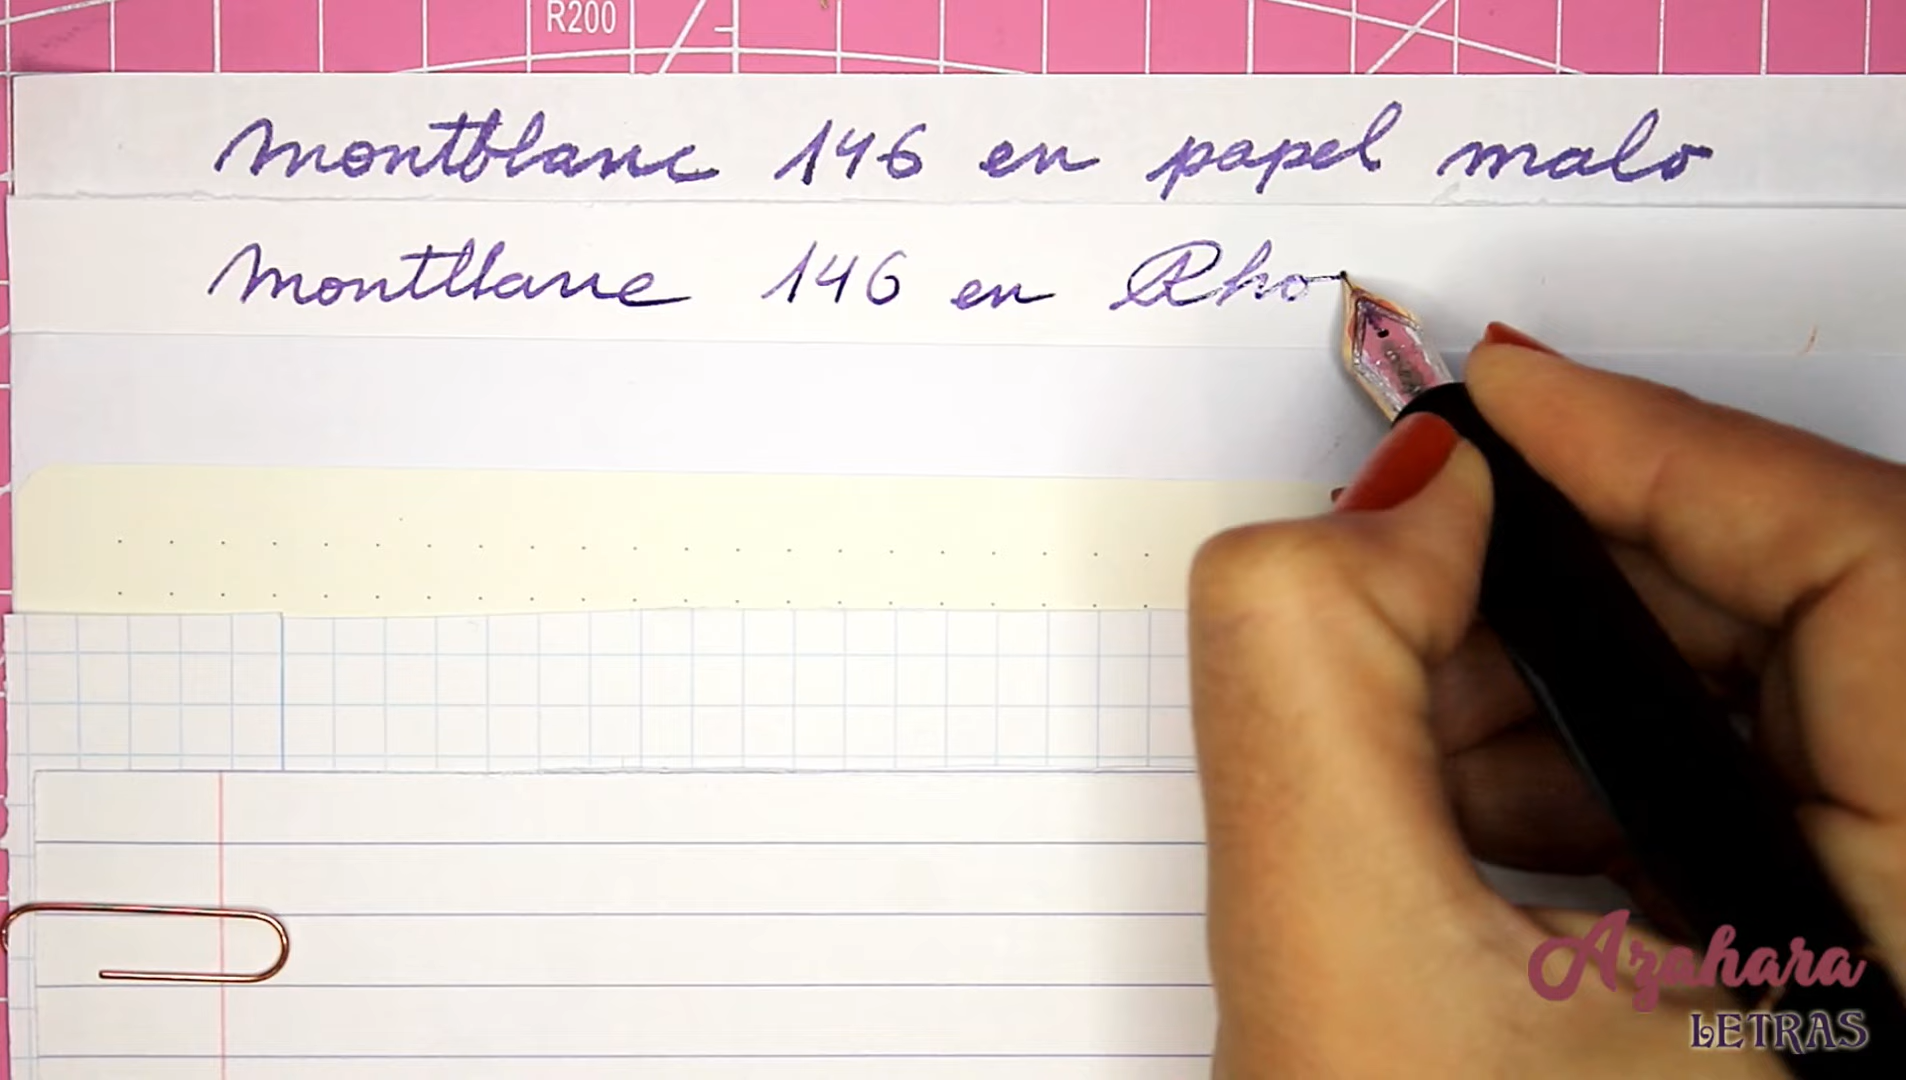 R200
Montblanc 146 en papel malo
Montblanc 146 en Rho
Azahara
LETRAS